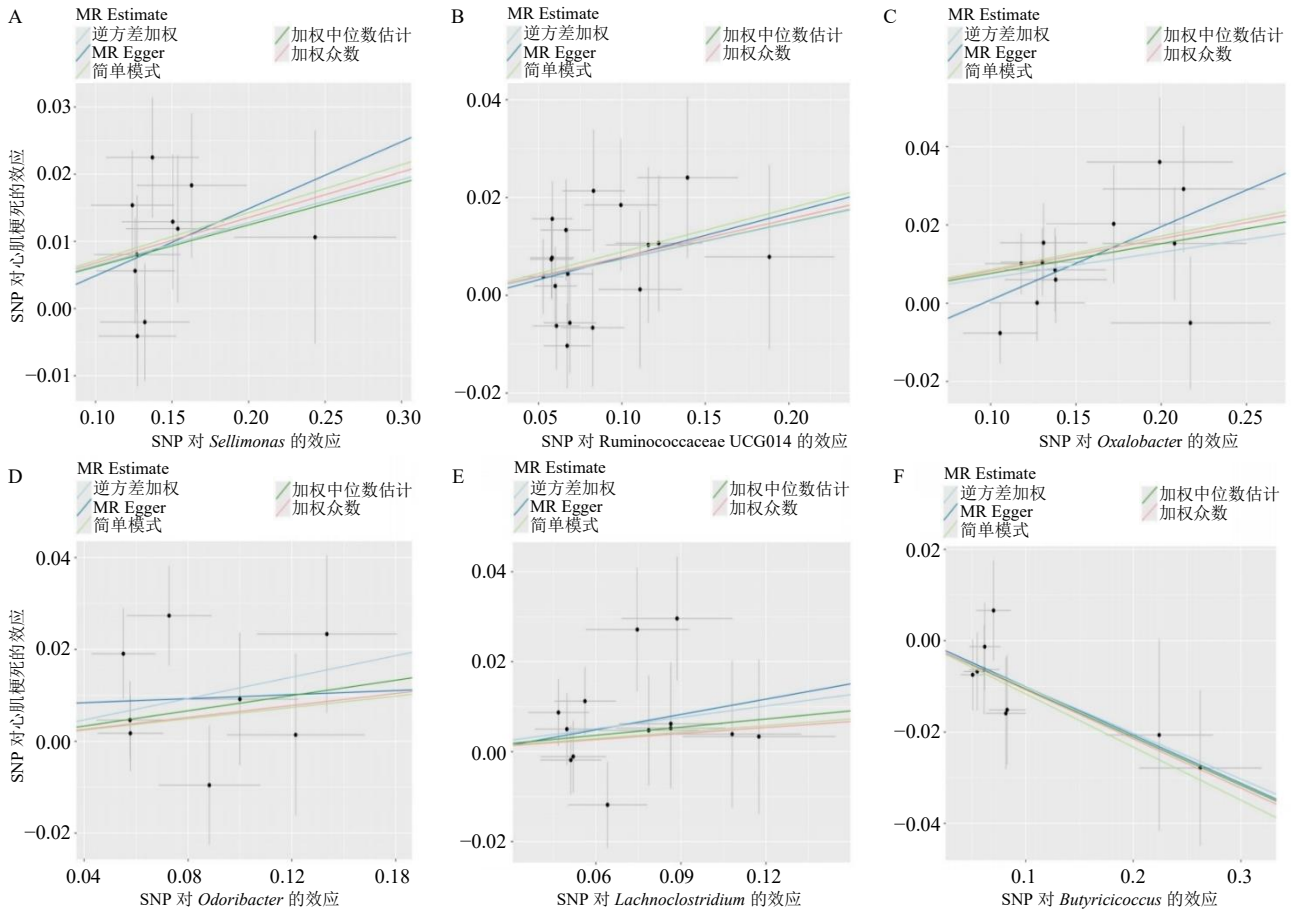 A
MR Estimate
逆方差加权
加权中位数估计
MR Egger
加权众数
简单模式
SNP 对心肌梗死的效应
0.03
0.02
0.01
0.00
−0.01
0.10 0.15 0.20 0.25 0.30
SNP 对 Sellimonas 的效应
B
MR Estimate
逆方差加权
加权中位数估计
MR Egger
加权众数
简单模式
0.04
0.02
0.00
−0.02
0.05 0.10 0.15 0.20
SNP 对 Ruminococcaceae UCG014 的效应
C
MR Estimate
逆方差加权
加权中位数估计
MR Egger
加权众数
简单模式
0.04
0.02
0.00
−0.02
0.10 0.15 0.20 0.25
SNP 对 Oxalobacter 的效应
D
MR Estimate
逆方差加权
加权中位数估计
MR Egger
加权众数
简单模式
SNP 对心肌梗死的效应
0.04
0.02
0.00
−0.02
0.04 0.08 0.12 0.18
SNP 对 Odoribacter 的效应
E
MR Estimate
逆方差加权
加权中位数估计
MR Egger
加权众数
简单模式
0.04
0.02
0.00
−0.02
0.06 0.09 0.12
SNP 对 Lachnoclostridium 的效应
F
MR Estimate
逆方差加权
加权中位数估计
MR Egger
加权众数
简单模式
0.02
0.00
−0.02
−0.04
0.1 0.2 0.3
SNP 对 Butyricicoccus 的效应